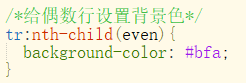 /*给偶数行设置背景色*/
tr:nth-child(even){
  background-color: #bfa;
}